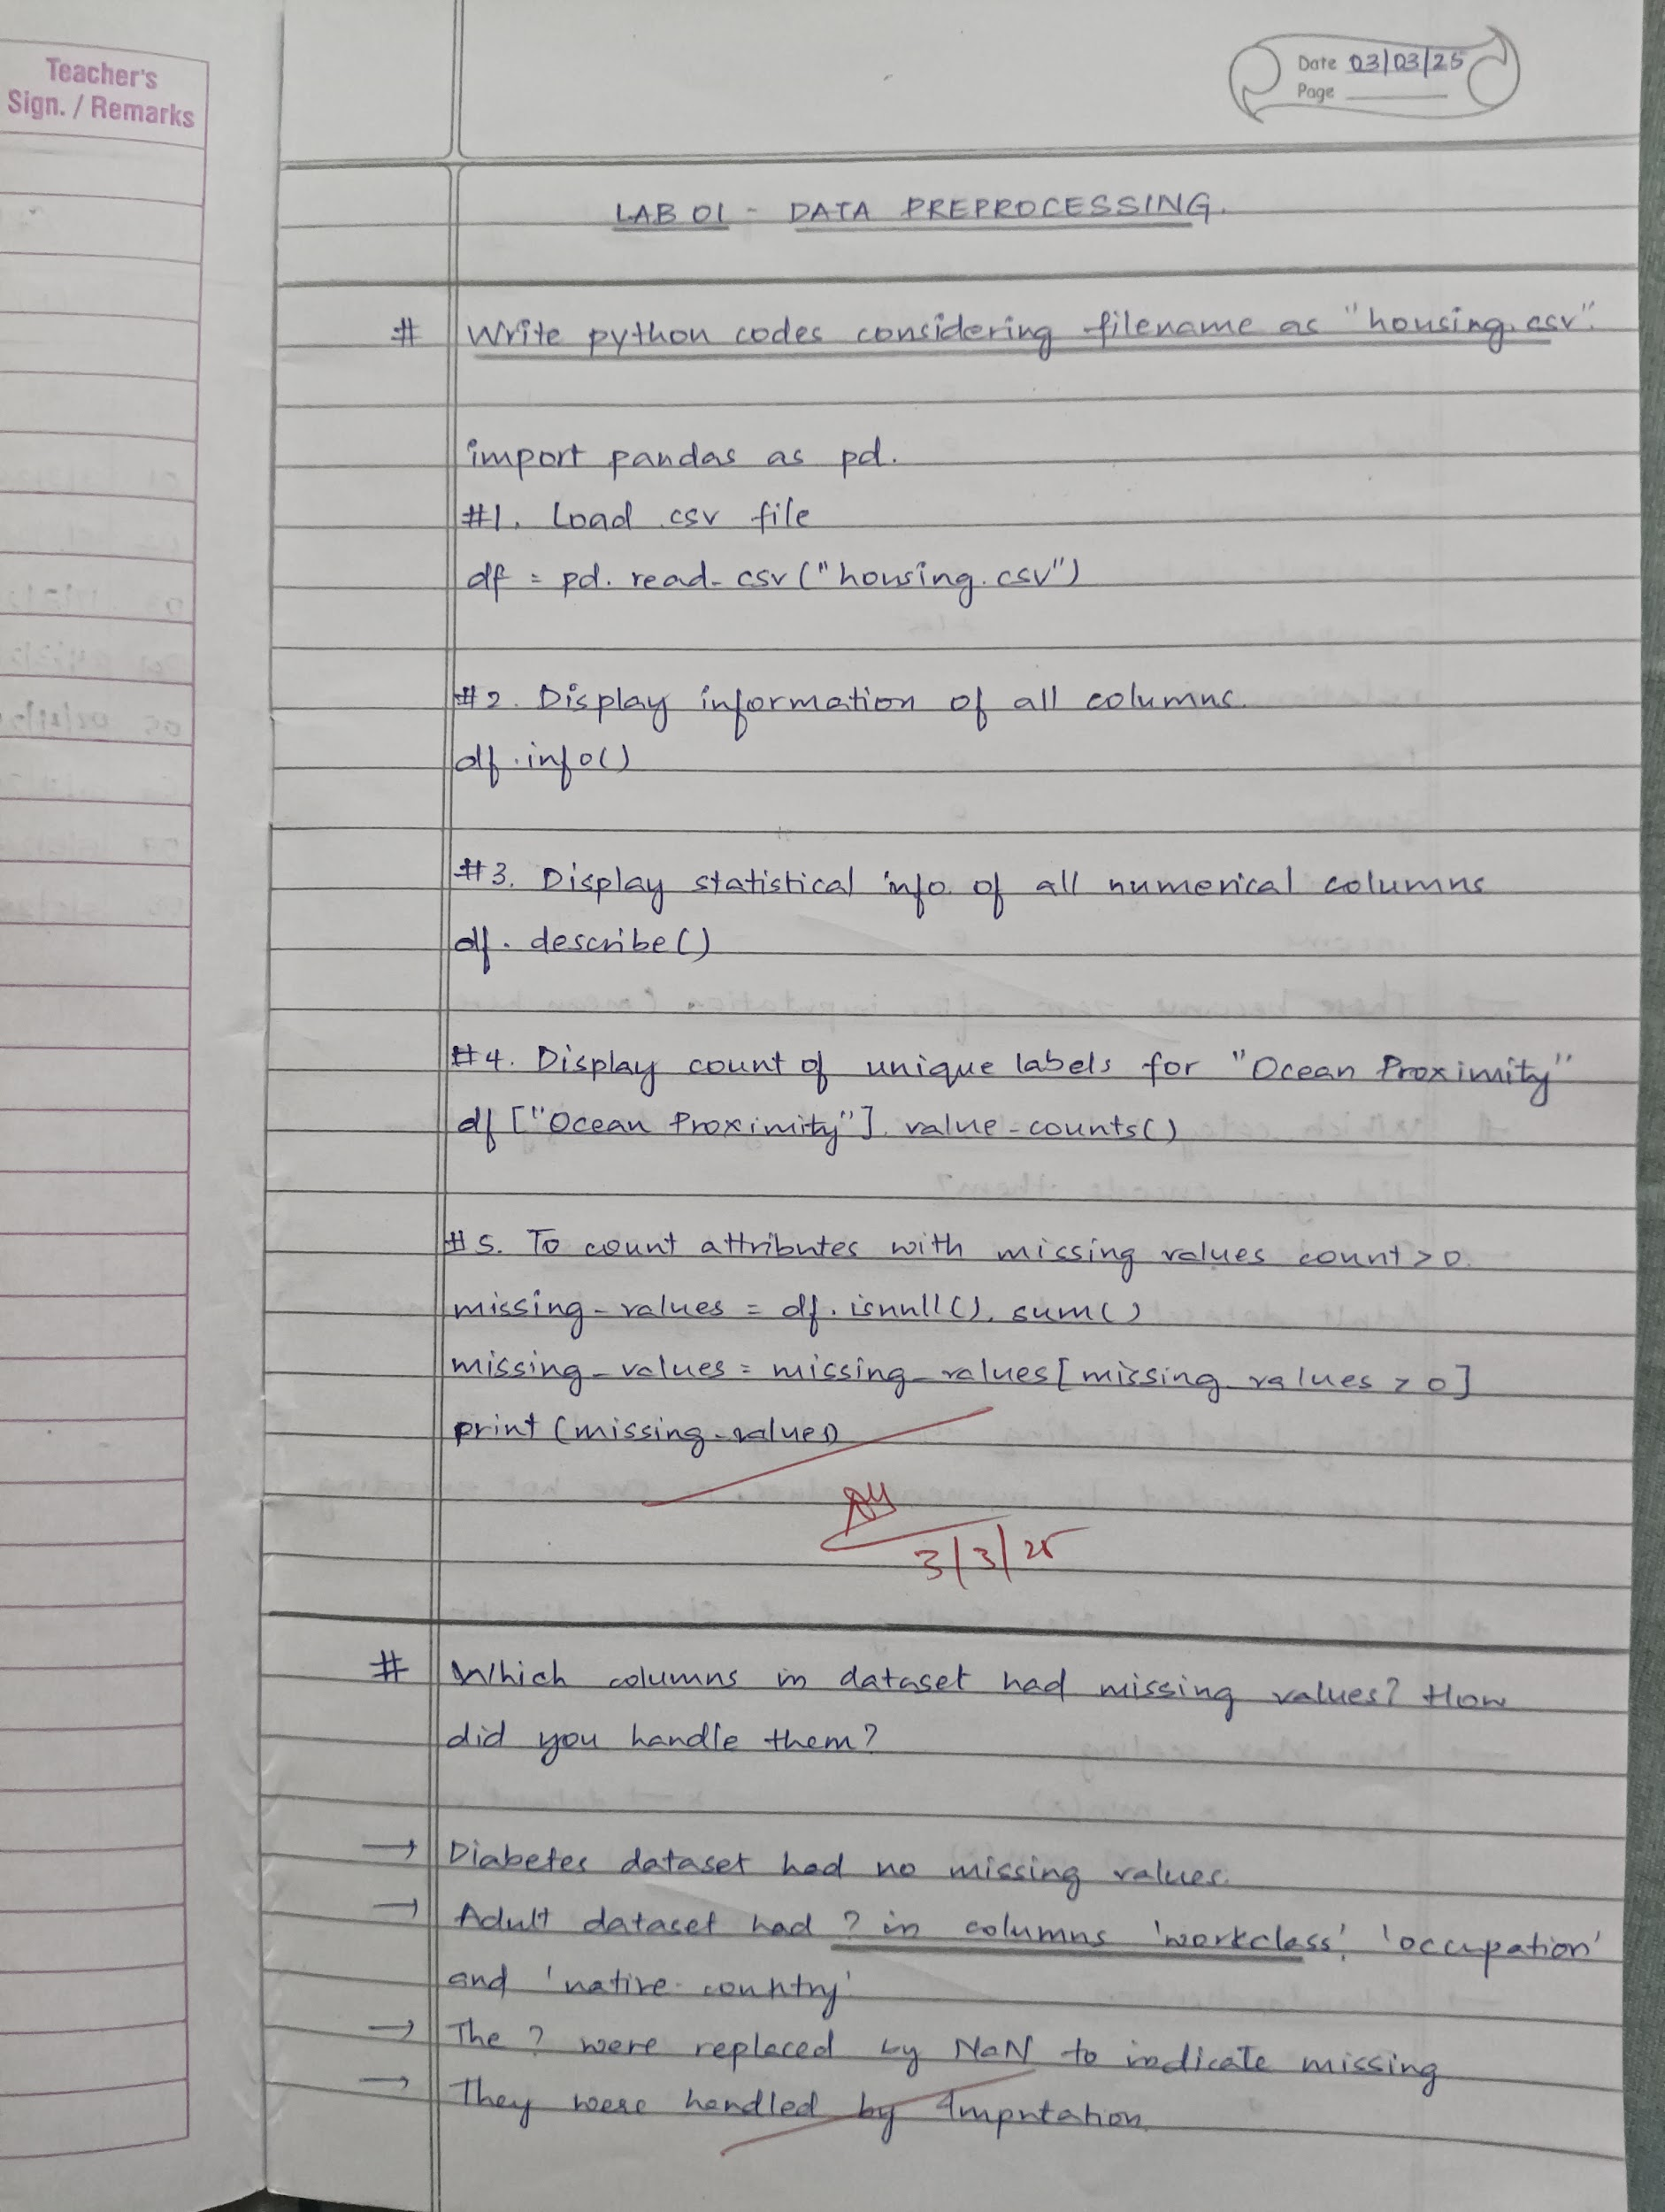 Teacher's
Sign. / Remarks
Date 03/03/25
Page
LAB 01 - DATA PREPROCESSING.
# Write python codes considering filename as "housing.csv".
import pandas as pd.
#1. Load csv file
df = pd. read_csv ("housing.csv")
#2. Display information of all columns.
df.info()
#3. Display statistical info. of all numerical columns
df. describe()
#4. Display count of unique labels for "Ocean Proximity"
df ["Ocean Proximity"]. value_counts()
#5. To count attributes with missing values count > 0.
missing_values = df. isnull(). sum()
missing_values = missing_values[missing_values > 0]
print (missing_values)
3/3/25
# Which columns in dataset had missing values? How
did you handle them?
→ Diabetes dataset had no missing values.
→ Adult dataset had ? in columns 'workclass', 'occupation'
and 'native-country'
→ The ? were replaced by NaN to indicate missing
→ They were handled by Imputation.